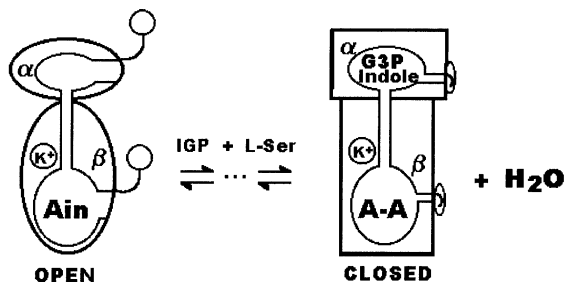 α
K+
β
Ain
OPEN
IGP + L-Ser
...
α
G3P
Indole
K+
β
A-A
CLOSED
+ H2O